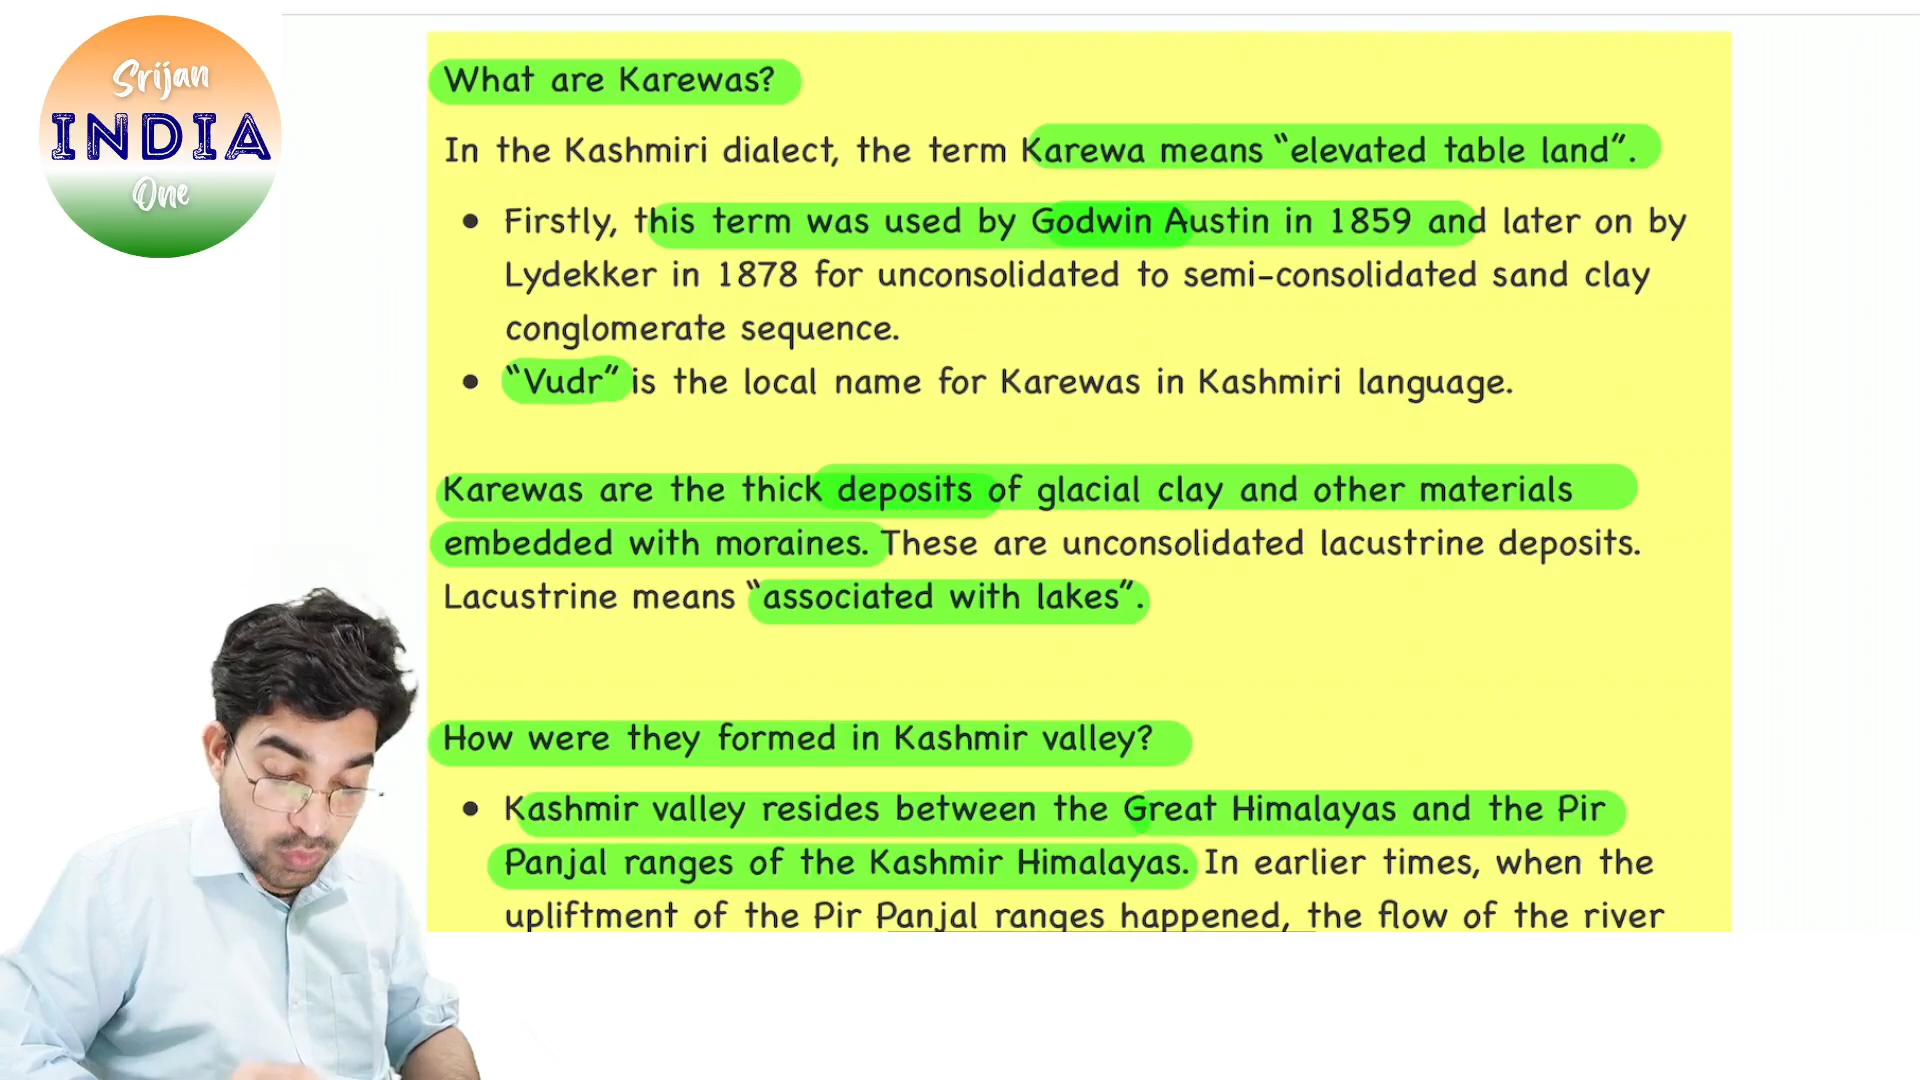 Srijan
INDIA
One
What are Karewas?
In the Kashmiri dialect, the term Karewa means “elevated table land”.
• Firstly, this term was used by Godwin Austin in 1859 and later on by
Lydekker in 1878 for unconsolidated to semi-consolidated sand clay
conglomerate sequence.
• “Vudr” is the local name for Karewas in Kashmiri language.
Karewas are the thick deposits of glacial clay and other materials
embedded with moraines. These are unconsolidated lacustrine deposits.
Lacustrine means “associated with lakes”.
How were they formed in Kashmir valley?
• Kashmir valley resides between the Great Himalayas and the Pir
Panjal ranges of the Kashmir Himalayas. In earlier times, when the
upliftment of the Pir Panjal ranges happened, the flow of the river